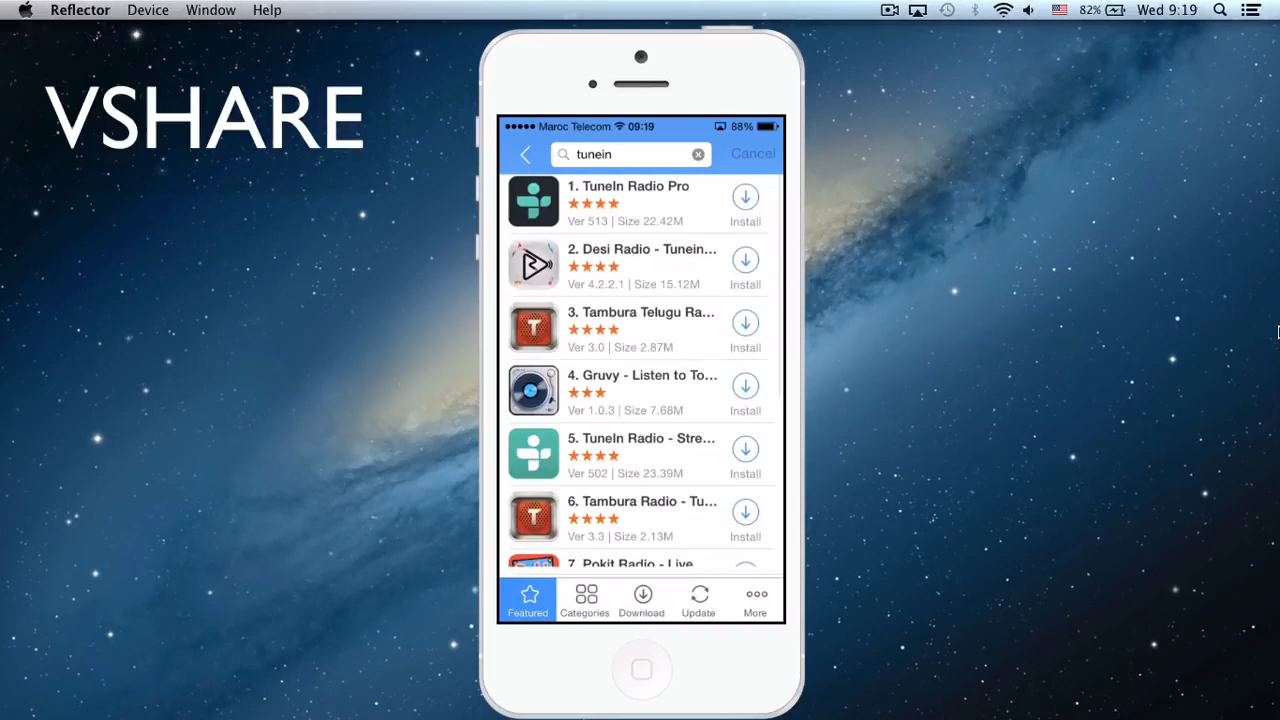 Reflector Device Window Help 82% Wed 9:19
VSHARE
Maroc Telecom 09:19 88%
tunein Cancel
1. TuneIn Radio Pro
Ver 513 | Size 22.42M Install
2. Desi Radio - Tunein...
Ver 4.2.2.1 | Size 15.12M Install
3. Tambura Telugu Ra...
Ver 3.0 | Size 2.87M Install
4. Gruvy - Listen to To...
Ver 1.0.3 | Size 7.68M Install
5. TuneIn Radio - Stre...
Ver 502 | Size 23.39M Install
6. Tambura Radio - Tu...
Ver 3.3 | Size 2.13M Install
7. Pokit Radio - Live
Featured Categories Download Update More